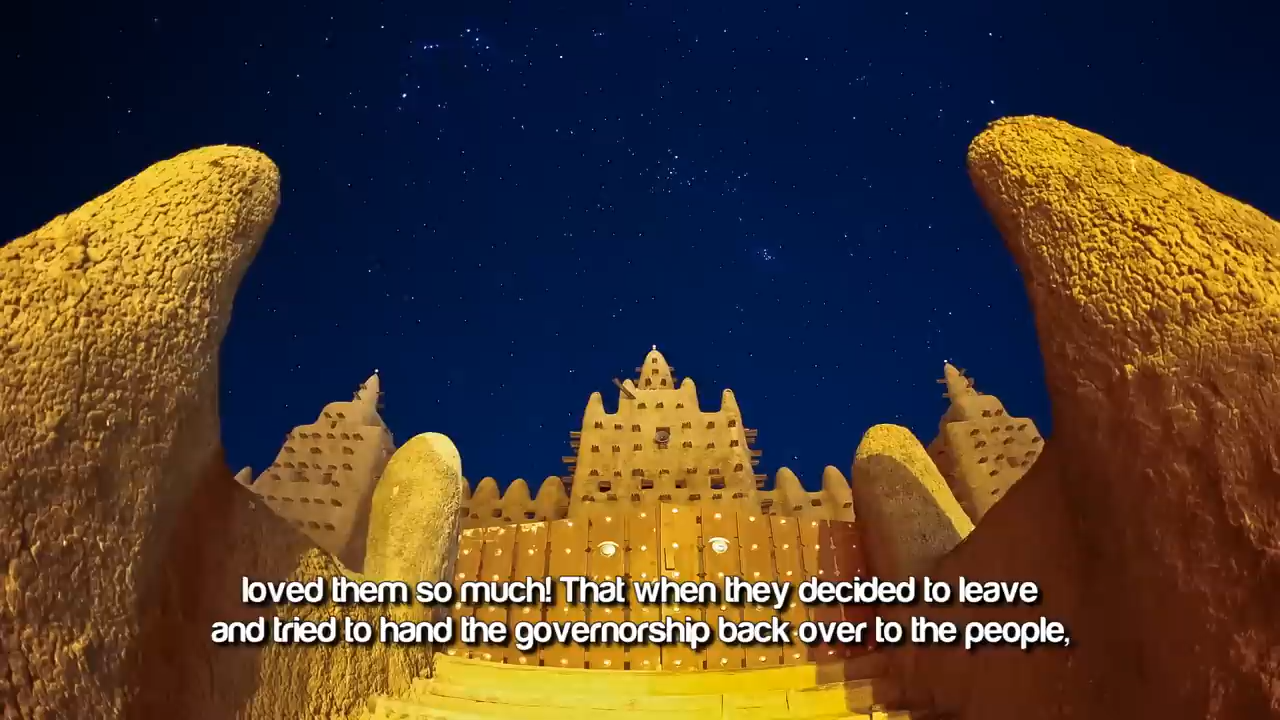 loved them so much! That when they decided to leave
and tried to hand the governorship back over to the people,